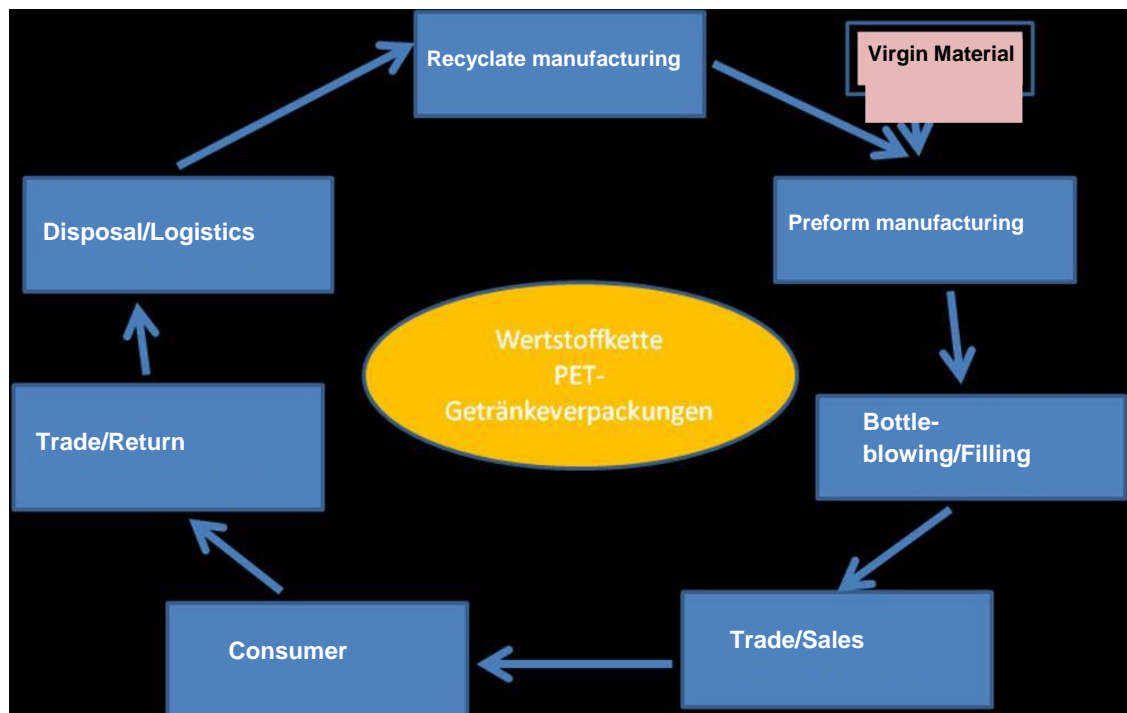 Recyclate manufacturing
Virgin Material
Disposal/Logistics
Preform manufacturing
Wertstoffkette
PET-
Getränkeverpackungen
Trade/Return
Bottle-
blowing/Filling
Consumer
Trade/Sales